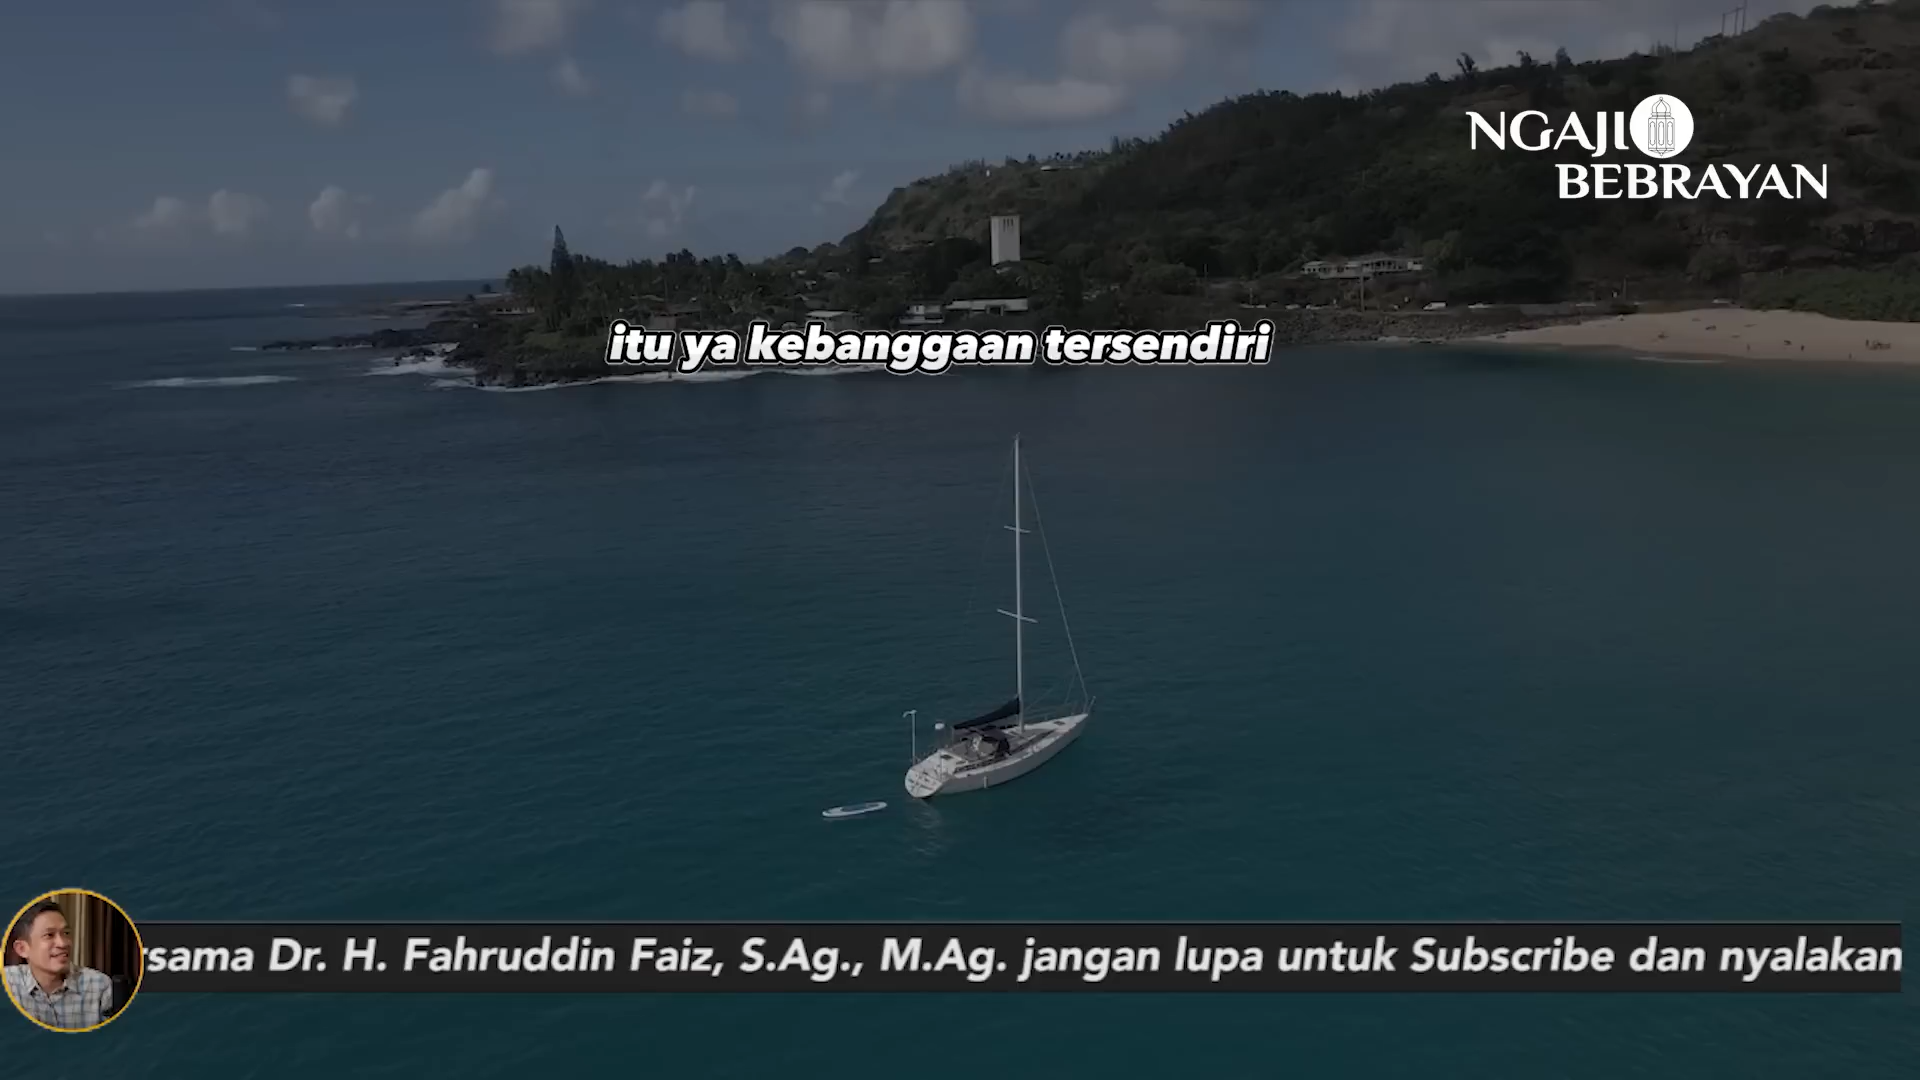 NGAJI
BEBRAYAN
itu ya kebanggaan tersendiri
rsama Dr. H. Fahruddin Faiz, S.Ag., M.Ag. jangan lupa untuk Subscribe dan nyalakan